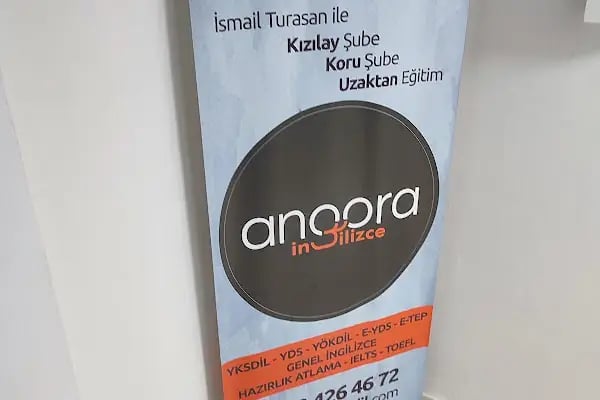 İsmail Turasan ile
Kızılay Şube
Koru Şube
Uzaktan Eğitim
angora
ingilizce
YKSDİL - YDS - YÖKDİL - E-YDS - E-TEP
GENEL İNGİLİZCE
HAZIRLIK ATLAMA - IELTS - TOEFL
426 46 72